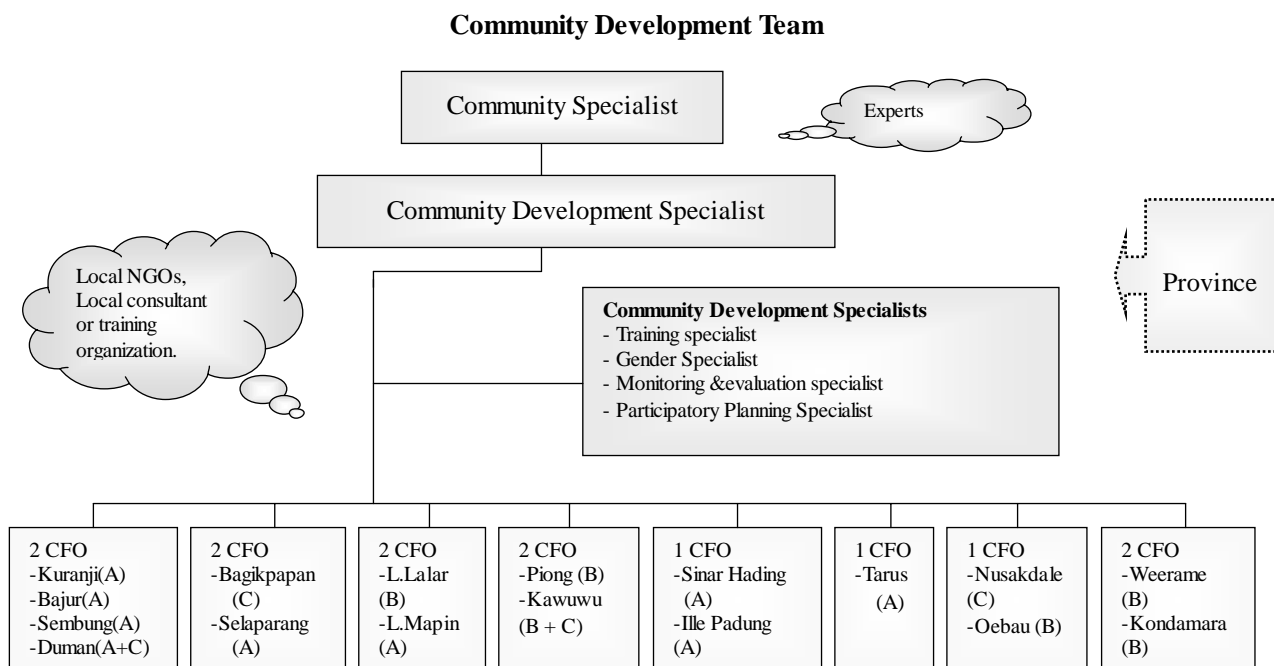 Community Development Team
Community Specialist
Experts
Community Development Specialist
Local NGOs,
Local consultant
or training
organization.
Province
Community Development Specialists
- Training specialist
- Gender Specialist
- Monitoring &evaluation specialist
- Participatory Planning Specialist
2 CFO
-Kuranji(A)
-Bajur(A)
-Sembung(A)
-Duman(A+C)
2 CFO
-Bagikpapan
(C)
-Selaparang
(A)
2 CFO
-L.Lalar
(B)
-L.Mapin
(A)
2 CFO
-Piong (B)
-Kawuwu
(B + C)
1 CFO
-Sinar Hading
(A)
-Ille Padung
(A)
1 CFO
-Tarus
(A)
1 CFO
-Nusakdale
(C)
-Oebau (B)
2 CFO
-Weerame
(B)
-Kondamara
(B)